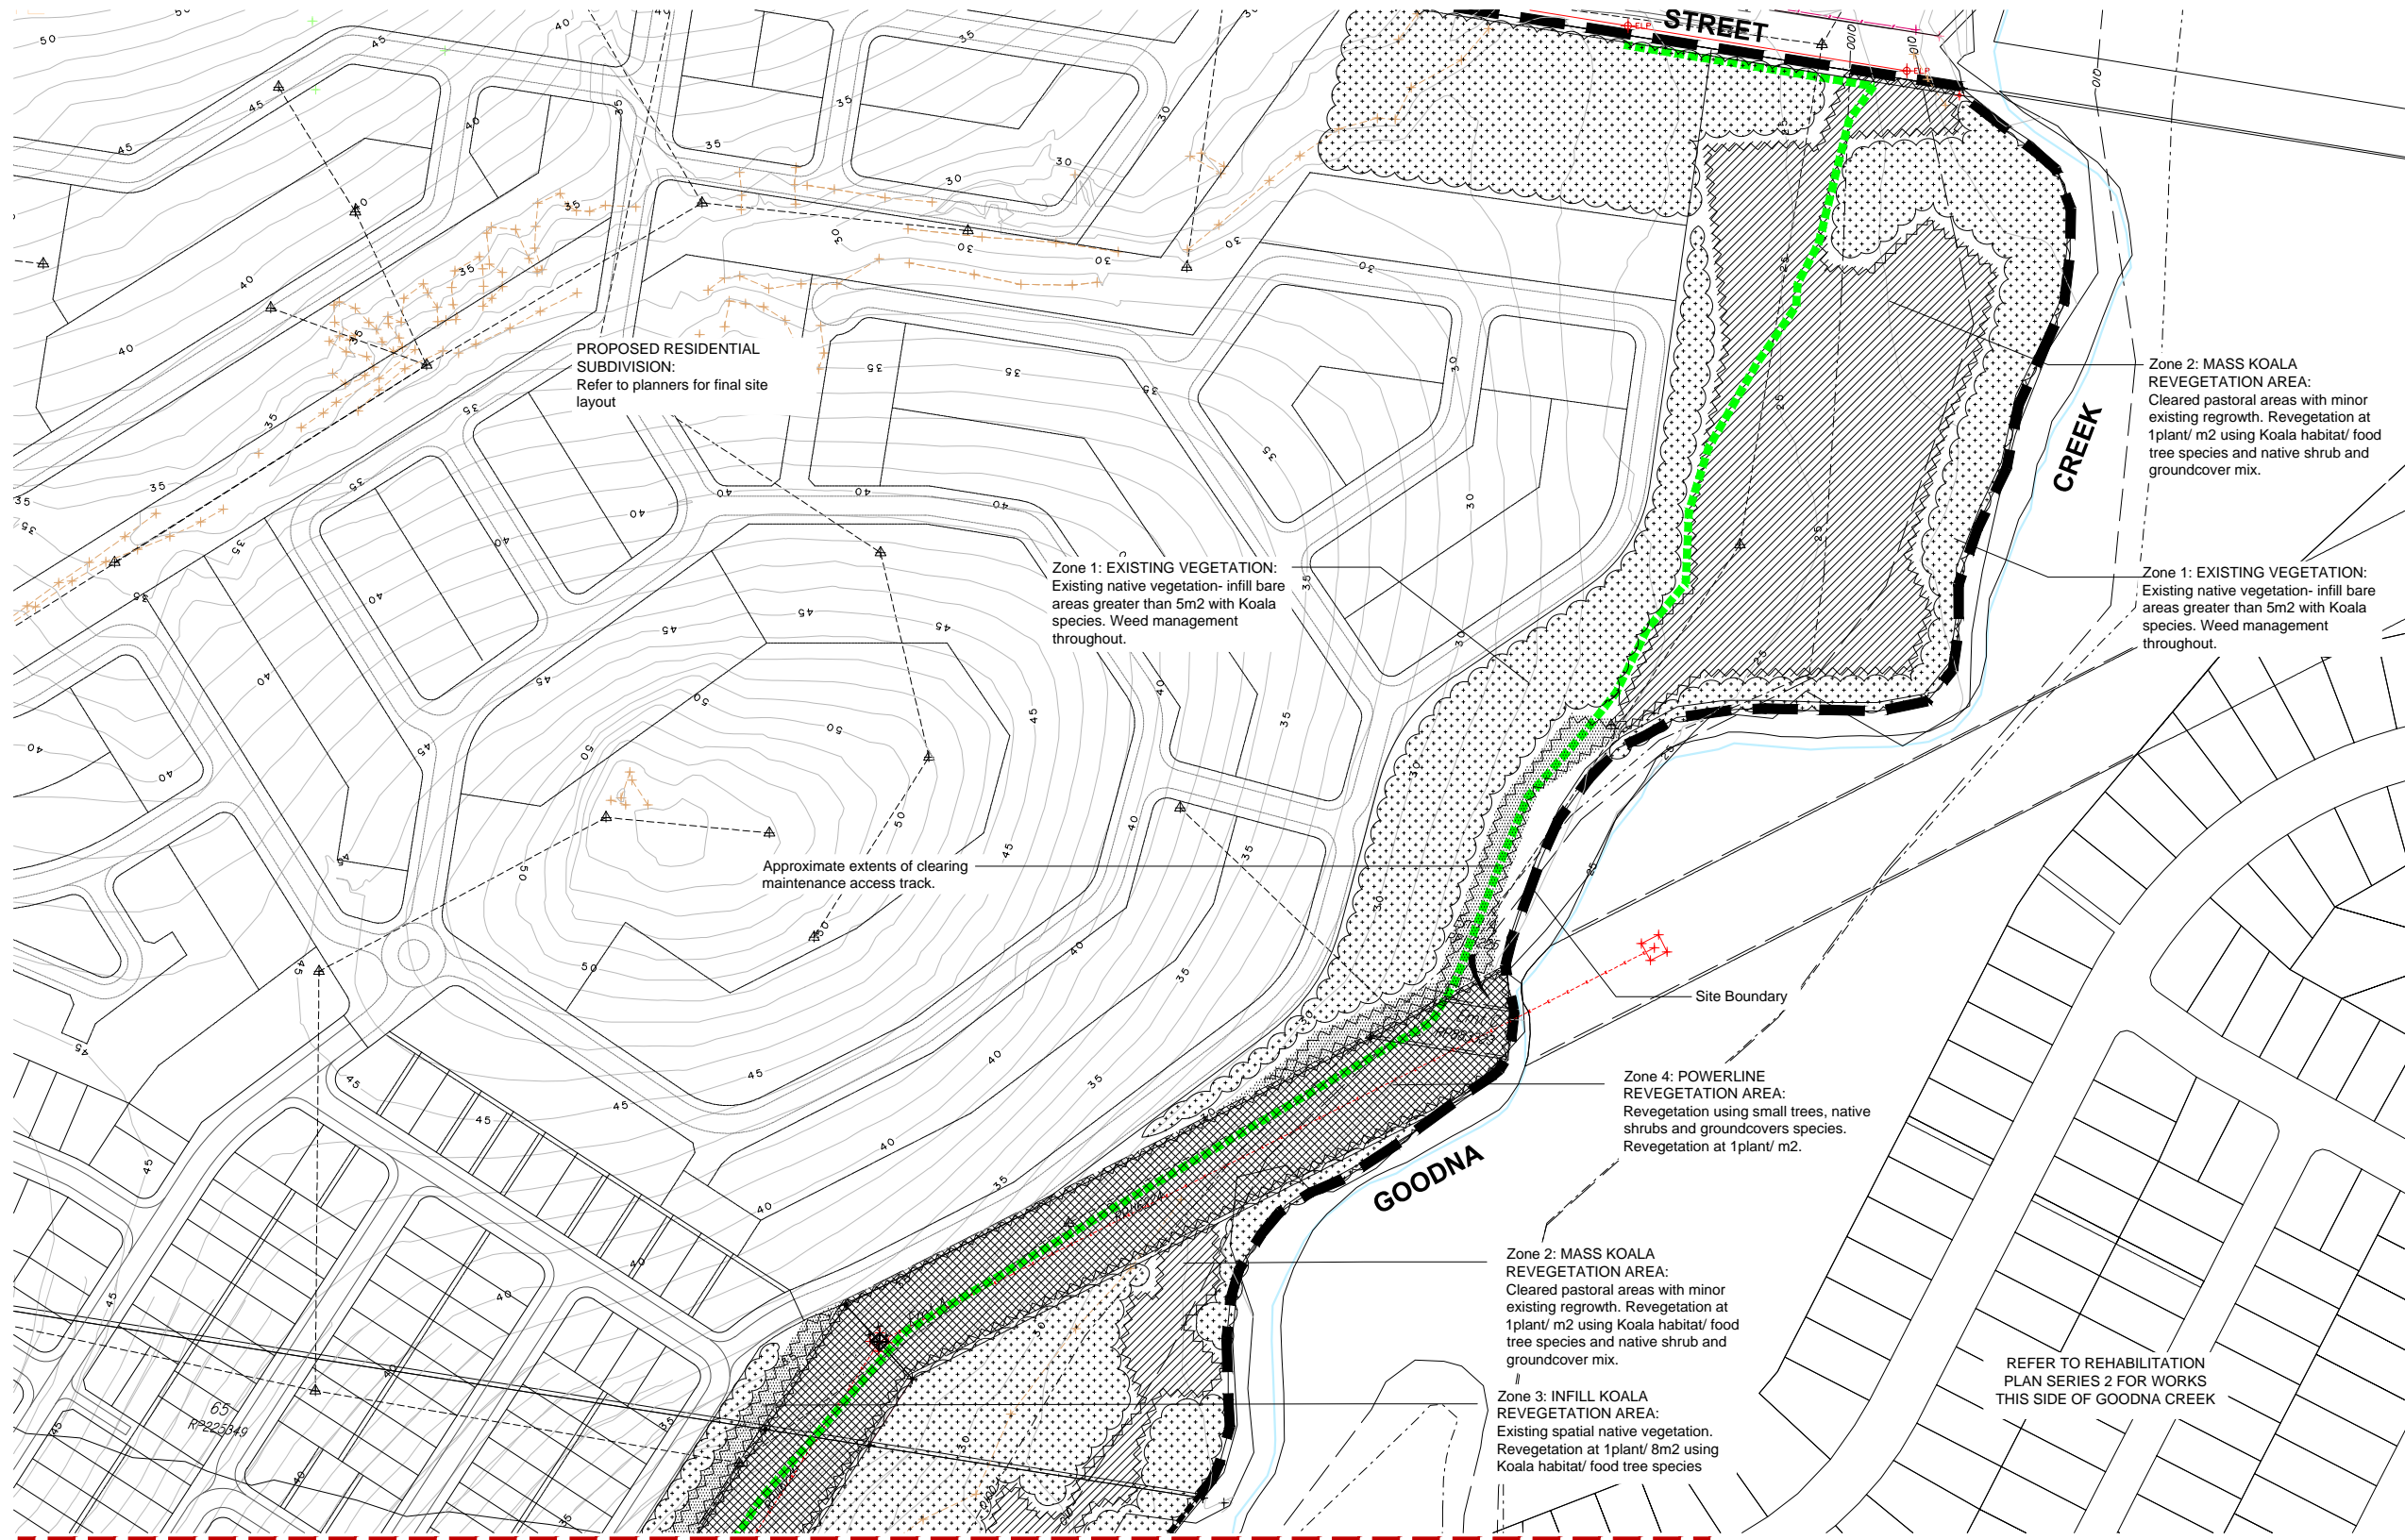 STREET
PROPOSED RESIDENTIAL
SUBDIVISION:
Refer to planners for final site
layout
Zone 2: MASS KOALA
REVEGETATION AREA:
Cleared pastoral areas with minor
existing regrowth. Revegetation at
1plant/ m2 using Koala habitat/ food
tree species and native shrub and
groundcover mix.
CREEK
Zone 1: EXISTING VEGETATION:
Existing native vegetation- infill bare
areas greater than 5m2 with Koala
species. Weed management
throughout.
Zone 1: EXISTING VEGETATION:
Existing native vegetation- infill bare
areas greater than 5m2 with Koala
species. Weed management
throughout.
Approximate extents of clearing
maintenance access track.
Site Boundary
Zone 4: POWERLINE
REVEGETATION AREA:
Revegetation using small trees, native
shrubs and groundcovers species.
Revegetation at 1plant/ m2.
GOODNA
Zone 2: MASS KOALA
REVEGETATION AREA:
Cleared pastoral areas with minor
existing regrowth. Revegetation at
1plant/ m2 using Koala habitat/ food
tree species and native shrub and
groundcover mix.
Zone 3: INFILL KOALA
REVEGETATION AREA:
Existing spatial native vegetation.
Revegetation at 1plant/ 8m2 using
Koala habitat/ food tree species
REFER TO REHABILITATION
PLAN SERIES 2 FOR WORKS
THIS SIDE OF GOODNA CREEK
65
RP225349